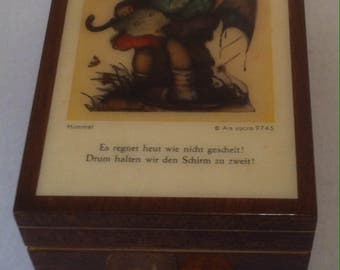 Hummel © Ars sacra 9745
Es regnet heut wie nicht gescheit!
Drum halten wir den Schirm zu zweit!